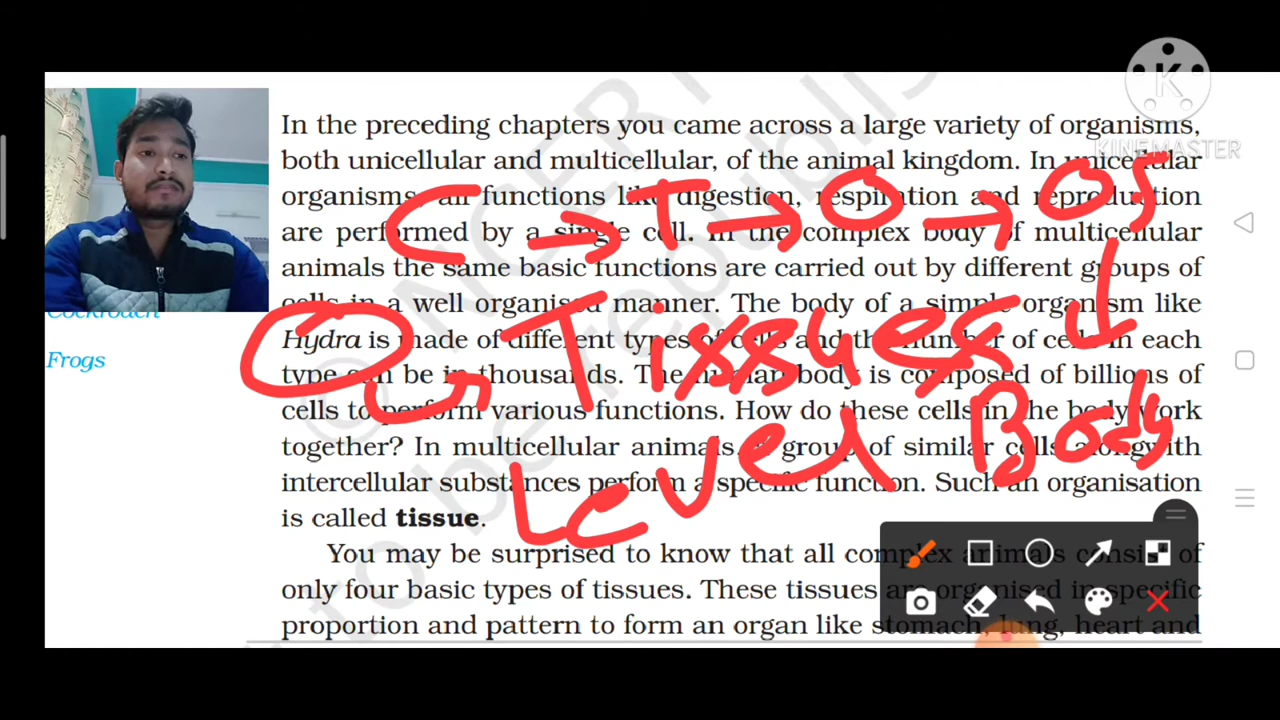 In the preceding chapters you came across a large variety of organisms,
both unicellular and multicellular, of the animal kingdom. In unicellular
organisms, all functions like digestion, respiration and reproduction
are performed by a single cell. In the complex body of multicellular
animals the same basic functions are carried out by different groups of
cells in a well organised manner. The body of a simple organism like
Hydra is made of different types of cells and the number of cells in each
type can be in thousands. The human body is composed of billions of
cells to perform various functions. How do these cells in the body work
together? In multicellular animals, a group of similar cells alongwith
intercellular substances perform a specific function. Such an organisation
is called tissue.
You may be surprised to know that all complex animals consist of
only four basic types of tissues. These tissues are organised in specific
proportion and pattern to form an organ like stomach, lung, heart and
Cockroach
Frogs
C → T → O → OS
↓
Body
Tissues
Level
K
KINEMASTER
© NCERT
to be republis